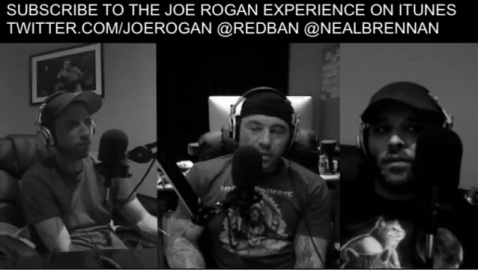 SUBSCRIBE TO THE JOE ROGAN EXPERIENCE ON ITUNES
TWITTER.COM/JOEROGAN @REDBAN @NEALBRENNAN